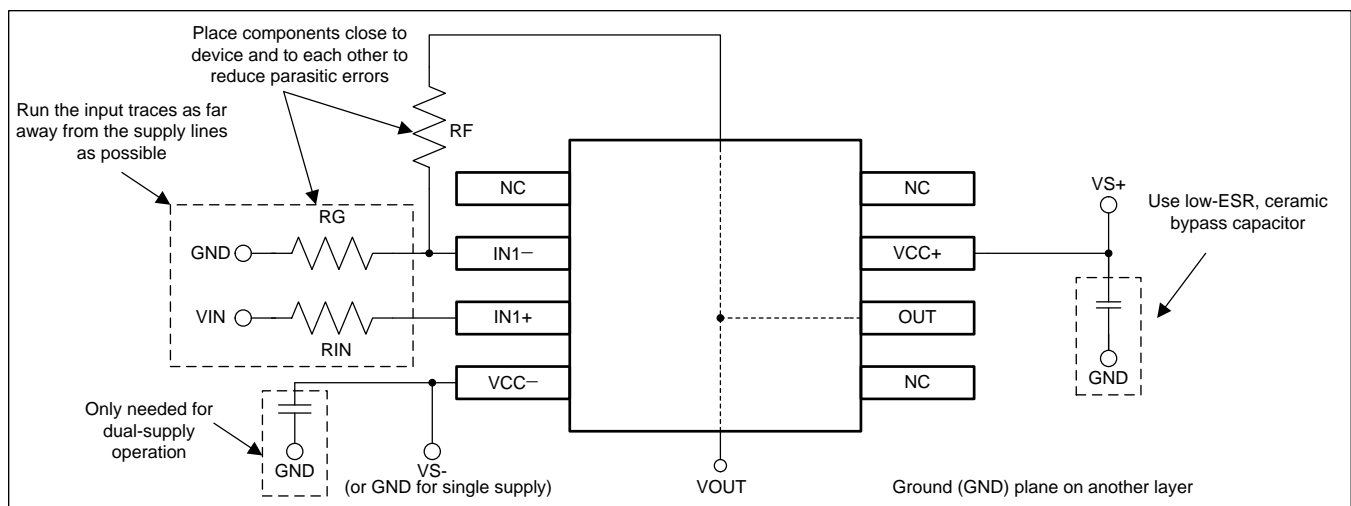 Place components close to
device and to each other to
reduce parasitic errors
Run the input traces as far
away from the supply lines
as possible
RF
NC
NC
VS+
Use low-ESR, ceramic
bypass capacitor
RG
GND
IN1−
VCC+
VIN
IN1+
OUT
RIN
VCC−
NC
GND
Only needed for
dual-supply
operation
GND
VS-
(or GND for single supply)
VOUT
Ground (GND) plane on another layer